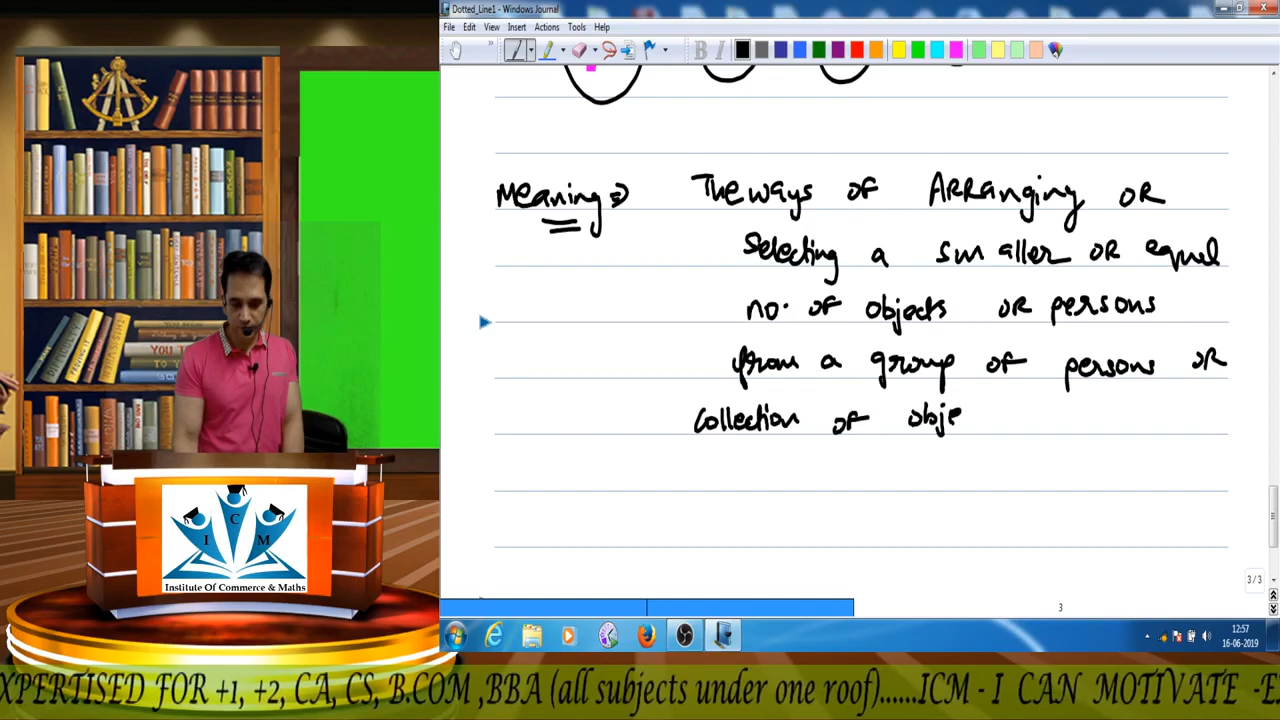 Dotted_Line1 - Windows Journal
File Edit View Insert Actions Tools Help
B I
Meaning ⇒ The ways of Arranging OR
selecting a smaller OR equal
no. of objects OR persons
from a group of persons OR
collection of obje
3/3
3
12:57
16-06-2019
I C M
Institute Of Commerce & Maths
XPERTISED FOR +1, +2, CA, CS, B.COM ,BBA (all subjects under one roof)......ICM - I CAN MOTIVATE -E